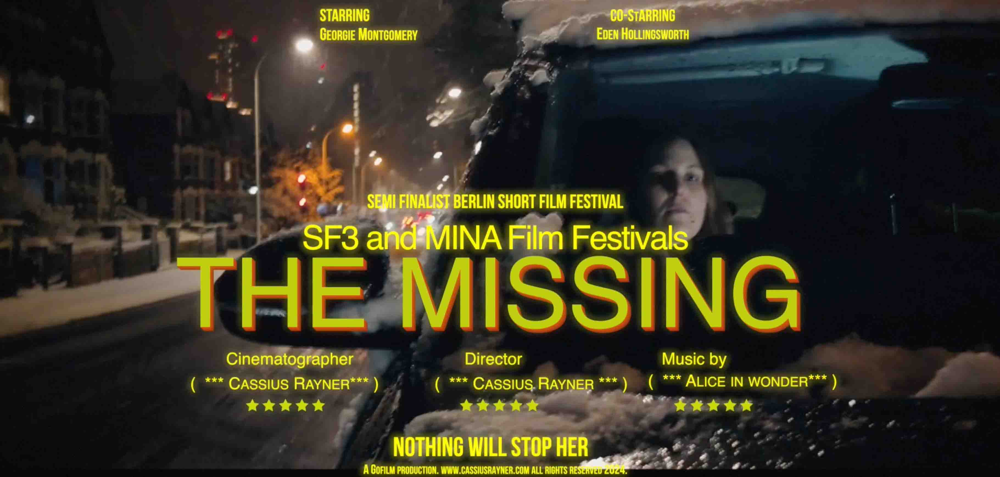 STARRING
GEORGIE MONTGOMERY
CO-STARRING
EDEN HOLLINGSWORTH
SEMI FINALIST BERLIN SHORT FILM FESTIVAL
SF3 and MINA Film Festivals
THE MISSING
Cinematographer
( *** CASSIUS RAYNER*** )
★★★★★
Director
( *** CASSIUS RAYNER *** )
★★★★★
Music by
( *** ALICE IN WONDER*** )
★★★★★
NOTHING WILL STOP HER
A GOFILM PRODUCTION. WWW.CASSIUSRAYNER.COM ALL RIGHTS RESERVED 2024.